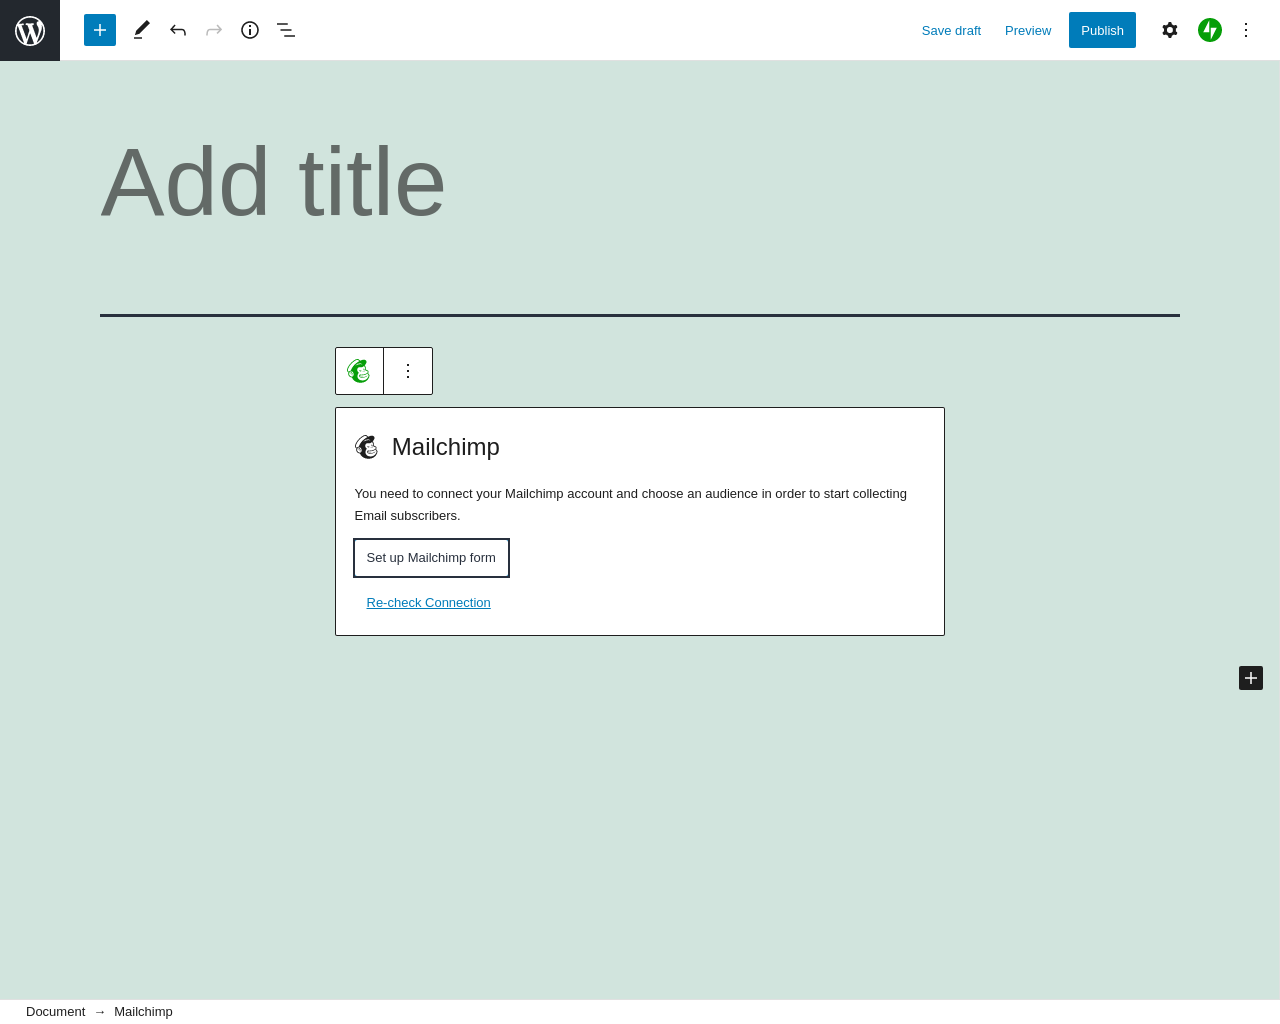 Save draft Preview Publish
Add title
Mailchimp
You need to connect your Mailchimp account and choose an audience in order to start collecting
Email subscribers.
Set up Mailchimp form
Re-check Connection
Document → Mailchimp